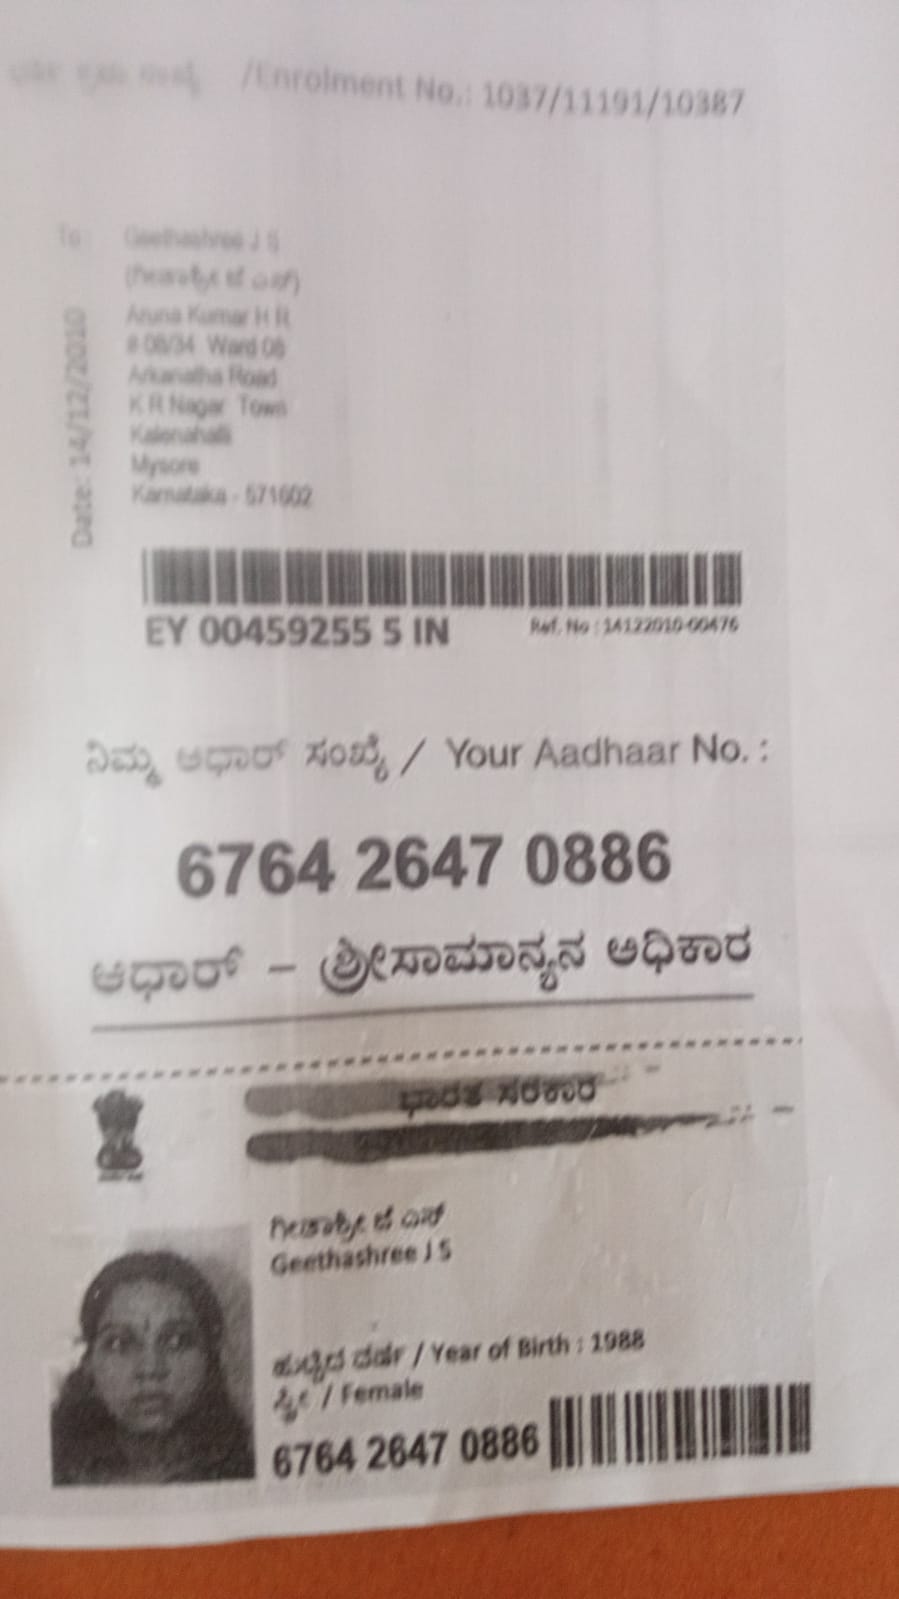 /Enrolment No.: 1037/11191/10387
To
Geethashree J S
(ಗೀತಾಶ್ರೀ ಜೆ ಎಸ್)
Aruna Kumar H R
# 08/34 Ward 08
Arkanatha Road
K R Nagar Town
Kalenahalli
Mysore
Karnataka - 571602
Date: 14/12/2010
EY 00459255 5 IN
Ref. No : 14122010-00476
ನಿಮ್ಮ ಆಧಾರ್ ಸಂಖ್ಯೆ / Your Aadhaar No. :
6764 2647 0886
ಆಧಾರ್ – ಶ್ರೀಸಾಮಾನ್ಯನ ಅಧಿಕಾರ
ಭಾರತ ಸರಕಾರ
ಗೀತಾಶ್ರೀ ಜೆ ಎಸ್
Geethashree J S
ಹುಟ್ಟಿದ ವರ್ಷ / Year of Birth : 1988
ಸ್ತ್ರೀ / Female
6764 2647 0886